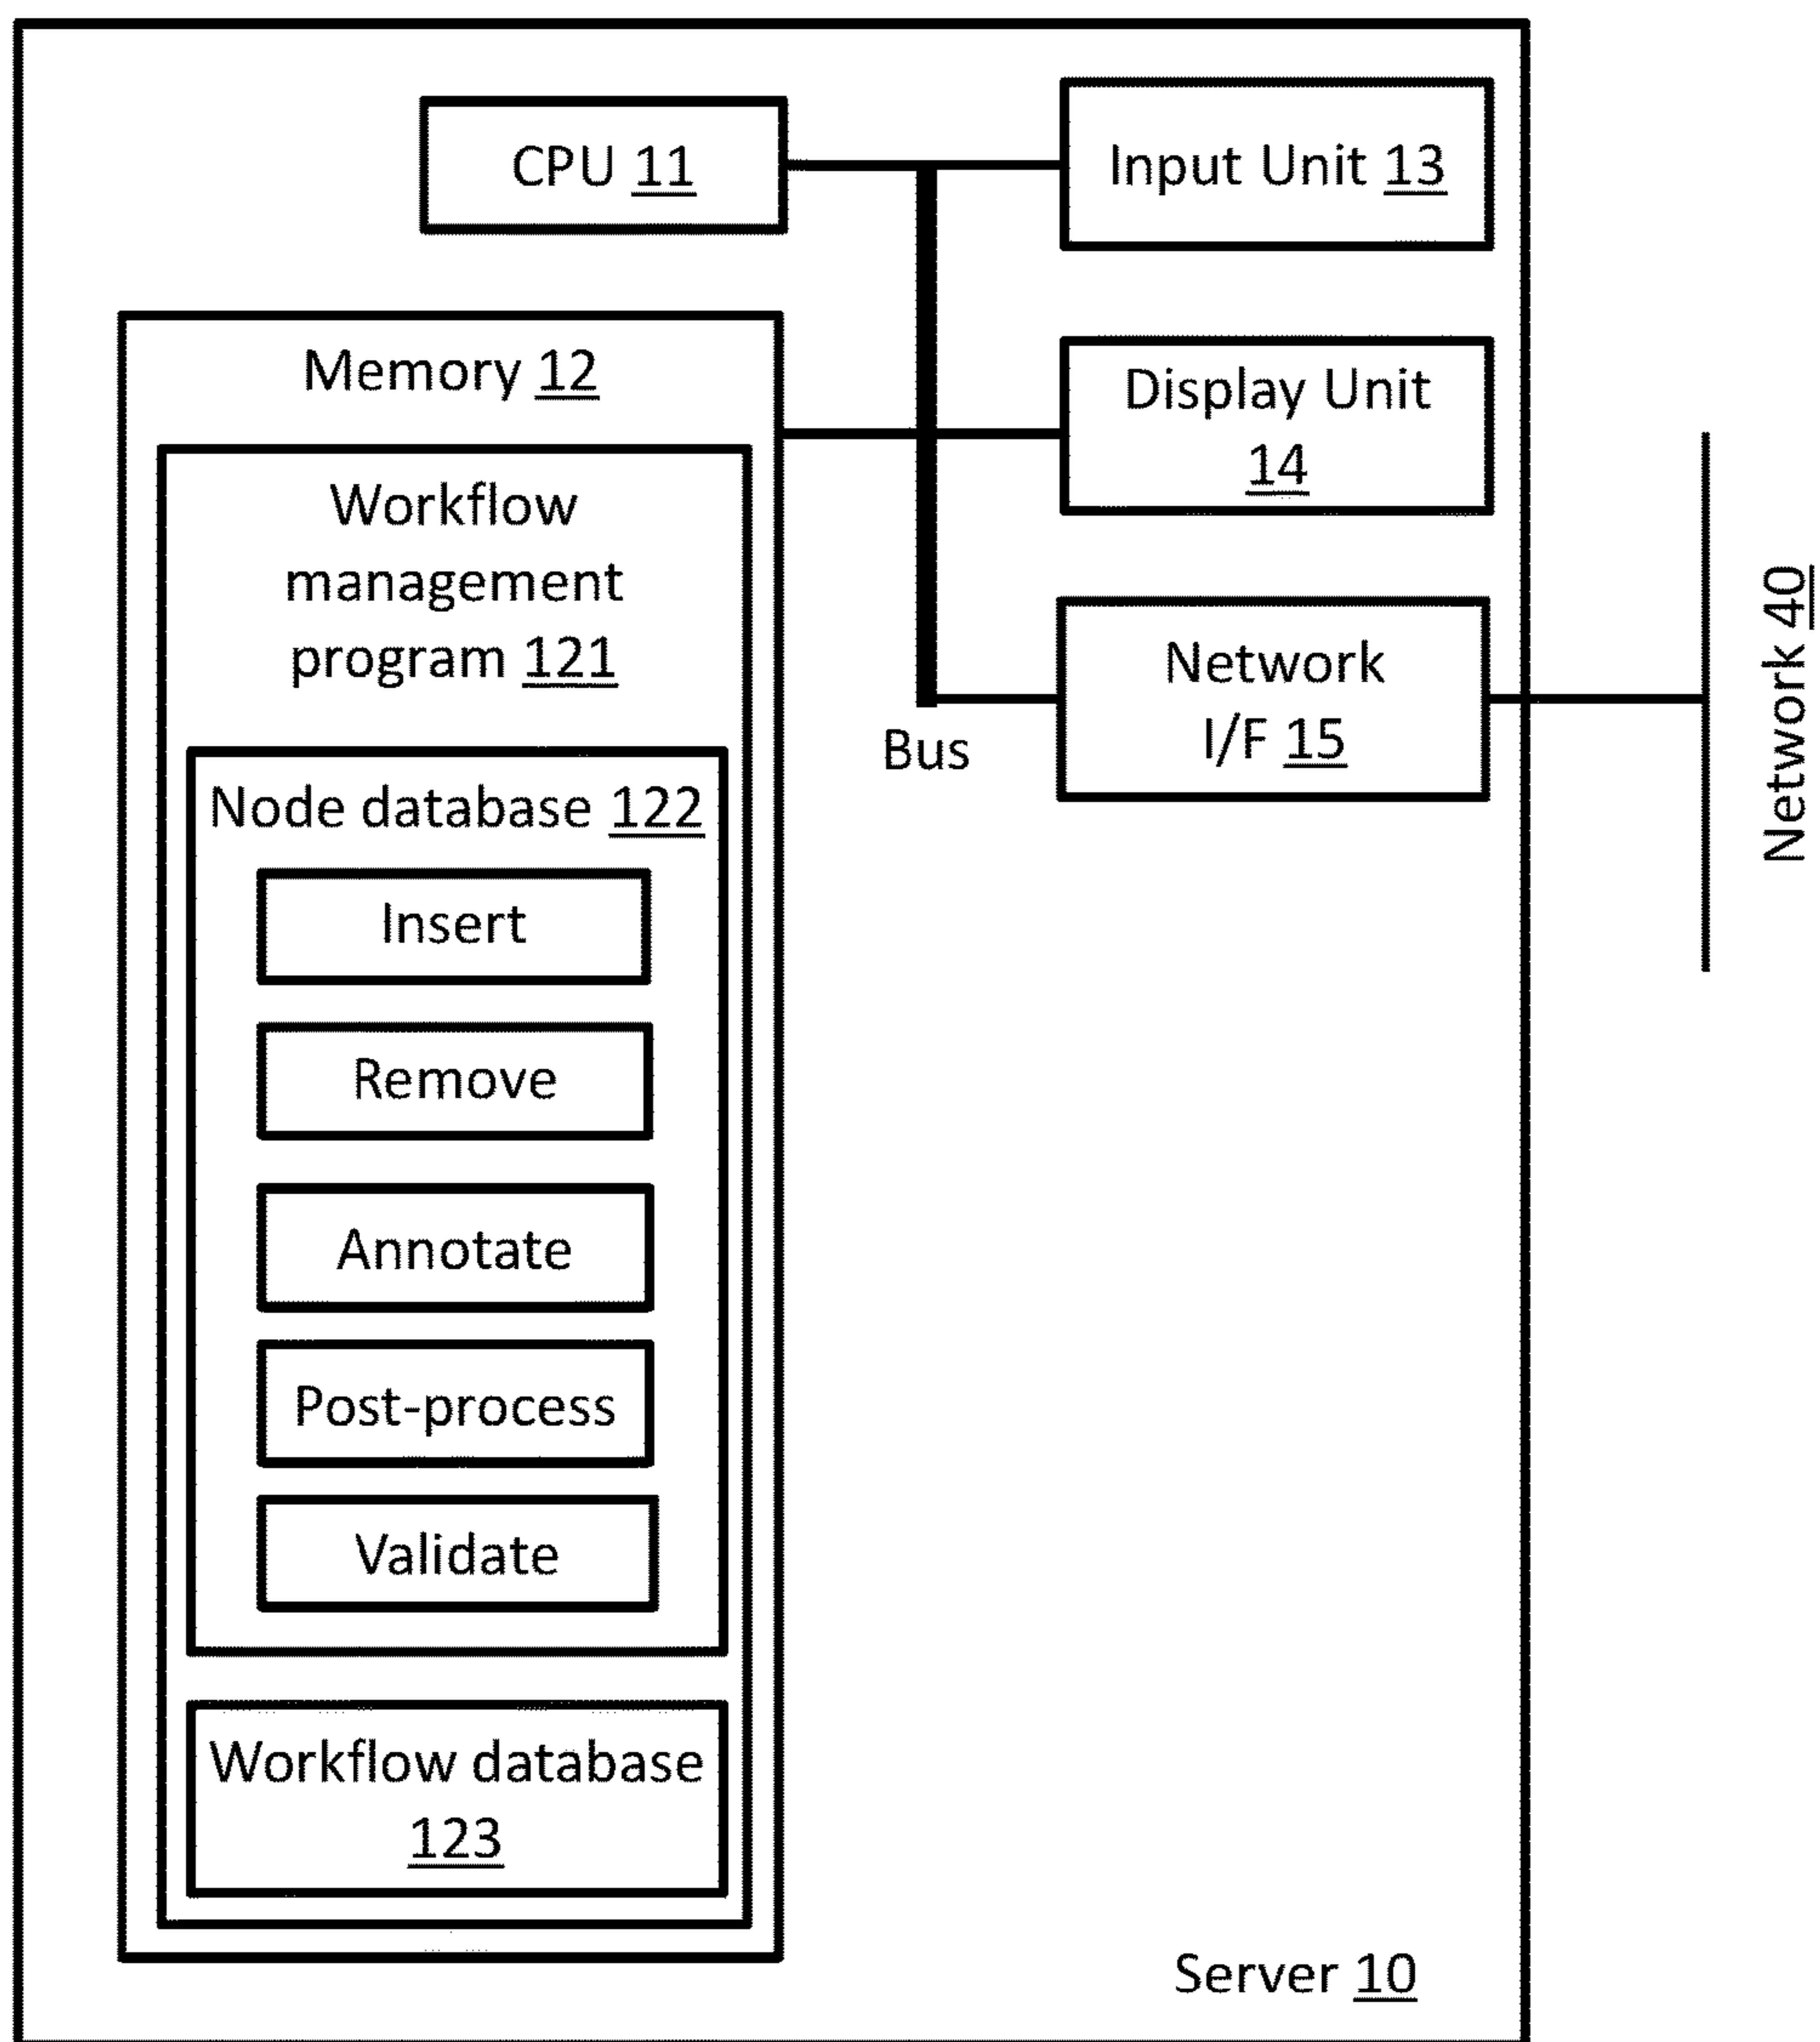 CPU 11
Input Unit 13
Memory 12
Display Unit
14
Workflow
management
program 121
Network
I/F 15
Bus
Network 40
Node database 122
Insert
Remove
Annotate
Post-process
Validate
Workflow database
123
Server 10